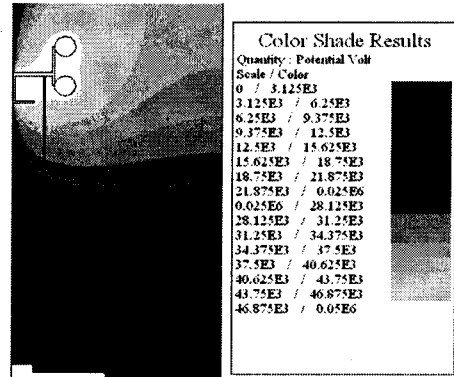 Color Shade Results
Quantity : Potential Volt
Scale / Color
0 / 3.125E3
3.125E3 / 6.25E3
6.25E3 / 9.375E3
9.375E3 / 12.5E3
12.5E3 / 15.625E3
15.625E3 / 18.75E3
18.75E3 / 21.875E3
21.875E3 / 0.025E6
0.025E6 / 28.125E3
28.125E3 / 31.25E3
31.25E3 / 34.375E3
34.375E3 / 37.5E3
37.5E3 / 40.625E3
40.625E3 / 43.75E3
43.75E3 / 46.875E3
46.875E3 / 0.05E6